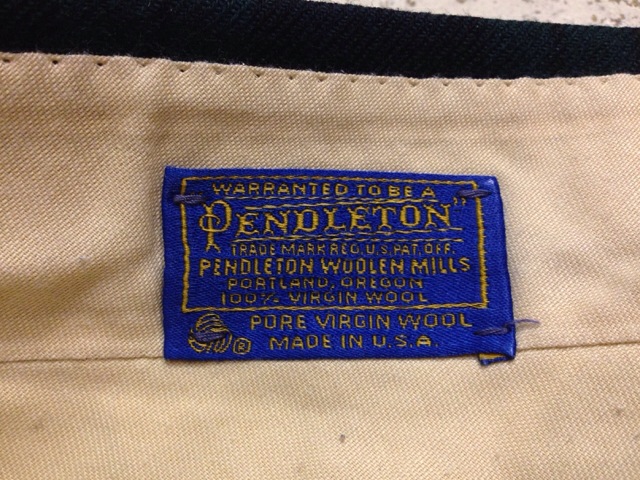 WARRANTED TO BE A
"PENDLETON"
TRADE MARK REG. U.S. PAT. OFF.
PENDLETON WOOLEN MILLS
PORTLAND, OREGON
100% VIRGIN WOOL
PURE VIRGIN WOOL
® MADE IN U.S.A.